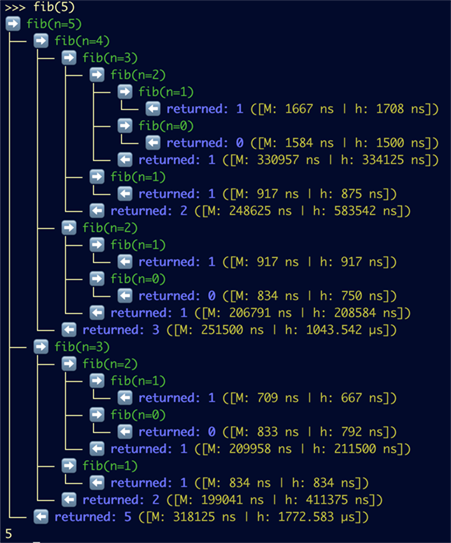 >>> fib(5)
fib(n=5)
fib(n=4)
fib(n=3)
fib(n=2)
fib(n=1)
returned: 1 ([M: 1667 ns | h: 1708 ns])
fib(n=0)
returned: 0 ([M: 1584 ns | h: 1500 ns])
returned: 1 ([M: 330957 ns | h: 334125 ns])
fib(n=1)
returned: 1 ([M: 917 ns | h: 875 ns])
returned: 2 ([M: 248625 ns | h: 583542 ns])
fib(n=2)
fib(n=1)
returned: 1 ([M: 917 ns | h: 917 ns])
fib(n=0)
returned: 0 ([M: 834 ns | h: 750 ns])
returned: 1 ([M: 206791 ns | h: 208584 ns])
returned: 3 ([M: 251500 ns | h: 1043.542 µs])
fib(n=3)
fib(n=2)
fib(n=1)
returned: 1 ([M: 709 ns | h: 667 ns])
fib(n=0)
returned: 0 ([M: 833 ns | h: 792 ns])
returned: 1 ([M: 209958 ns | h: 211500 ns])
fib(n=1)
returned: 1 ([M: 834 ns | h: 834 ns])
returned: 2 ([M: 199041 ns | h: 411375 ns])
returned: 5 ([M: 318125 ns | h: 1772.583 µs])
5